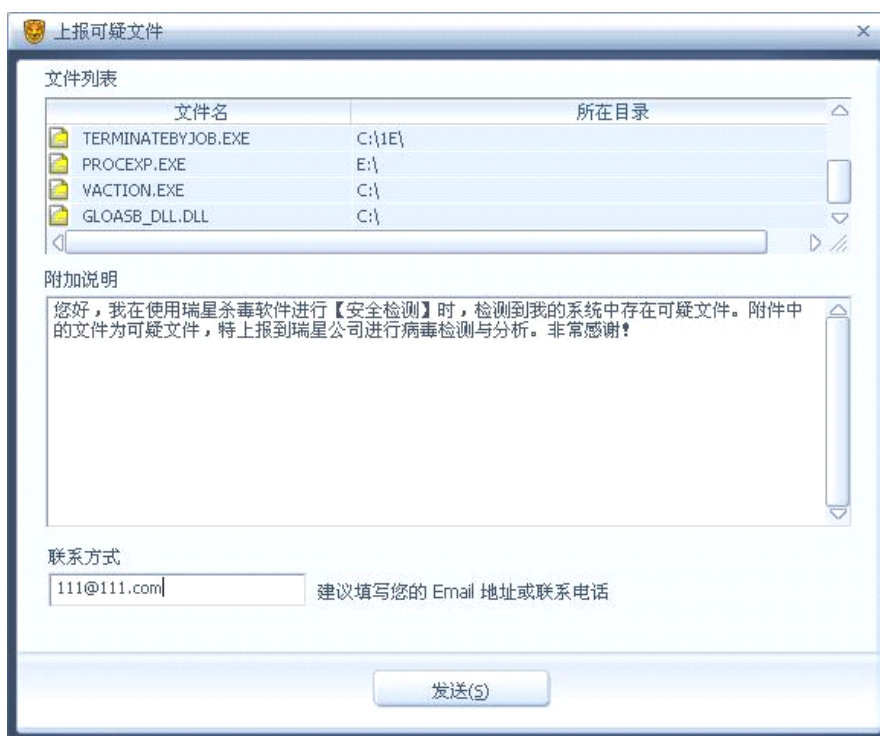 上报可疑文件
文件列表
文件名 所在目录
TERMINATEBYJOB.EXE C:\1E\
PROCEXP.EXE E:\
VACTION.EXE C:\
GLOASB_DLL.DLL C:\
附加说明
您好，我在使用瑞星杀毒软件进行【安全检测】时，检测到我的系统中存在可疑文件。附件中
的文件为可疑文件，特上报到瑞星公司进行病毒检测与分析。非常感谢！
联系方式
111@111.com 建议填写您的 Email 地址或联系电话
发送(S)